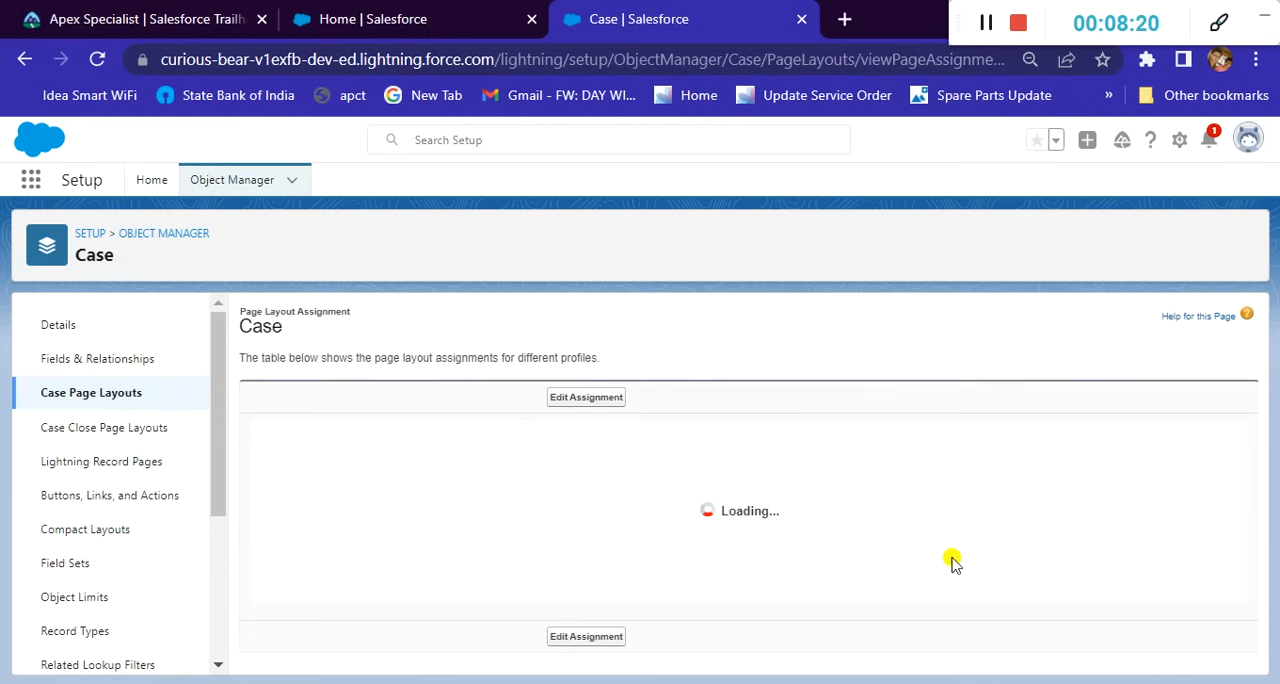 Apex Specialist | Salesforce Trailh
Home | Salesforce
Case | Salesforce
00:08:20
curious-bear-v1exfb-dev-ed.lightning.force.com/lightning/setup/ObjectManager/Case/PageLayouts/viewPageAssignme...
Idea Smart WiFi
State Bank of India
apct
New Tab
Gmail - FW: DAY WI...
Home
Update Service Order
Spare Parts Update
»
Other bookmarks
Search Setup
1
Setup
Home
Object Manager
SETUP > OBJECT MANAGER
Case
Details
Fields & Relationships
Case Page Layouts
Case Close Page Layouts
Lightning Record Pages
Buttons, Links, and Actions
Compact Layouts
Field Sets
Object Limits
Record Types
Related Lookup Filters
Page Layout Assignment
Case
Help for this Page
The table below shows the page layout assignments for different profiles.
Edit Assignment
Loading...
Edit Assignment